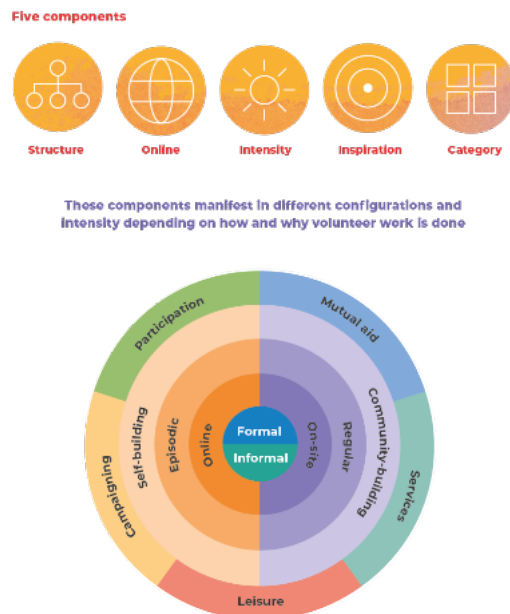 Five components
Structure
Online
Intensity
Inspiration
Category
These components manifest in different configurations and
intensity depending on how and why volunteer work is done
Participation
Mutual aid
Self-building
Episodic
Online
Formal
Informal
On-site
Regular
Community-building
Campaigning
Services
Leisure